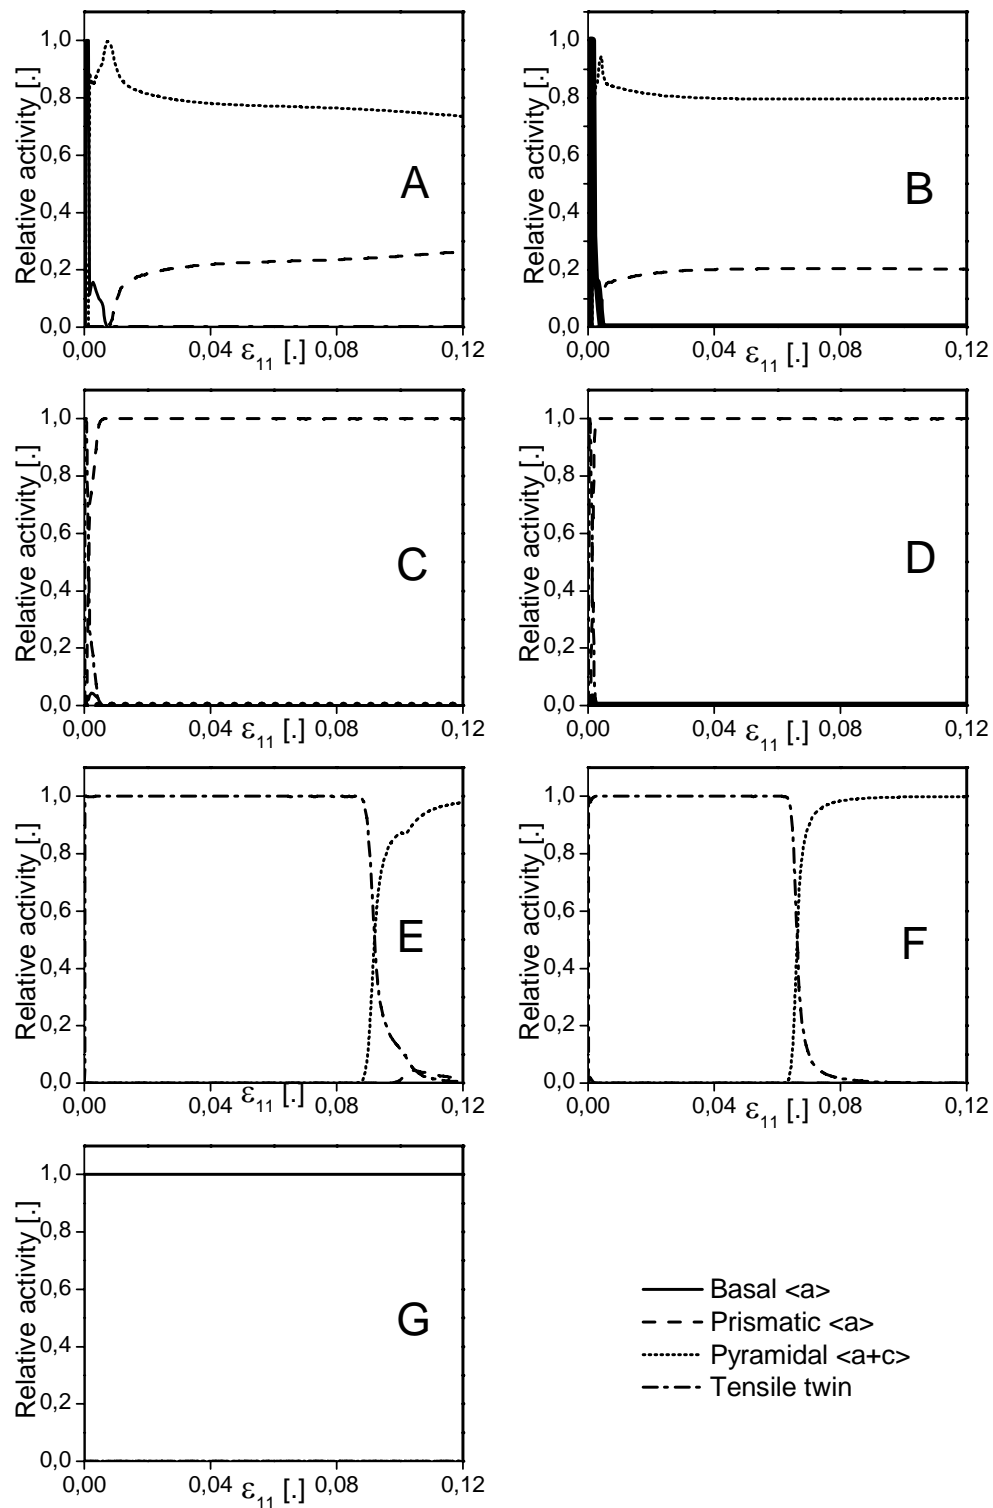 Relative activity [.]
1,0
0,8
0,6
0,4
0,2
0,0
A
0,00 0,04 0,08 0,12
ε11 [.]
Relative activity [.]
1,0
0,8
0,6
0,4
0,2
0,0
B
0,00 0,04 0,08 0,12
ε11 [.]
Relative activity [.]
1,0
0,8
0,6
0,4
0,2
0,0
C
0,00 0,04 0,08 0,12
ε11 [.]
Relative activity [.]
1,0
0,8
0,6
0,4
0,2
0,0
D
0,00 0,04 0,08 0,12
ε11 [.]
Relative activity [.]
1,0
0,8
0,6
0,4
0,2
0,0
E
0,00 0,04 0,08 0,12
ε11 [.]
Relative activity [.]
1,0
0,8
0,6
0,4
0,2
0,0
F
0,00 0,04 0,08 0,12
ε11 [.]
Relative activity [.]
1,0
0,8
0,6
0,4
0,2
0,0
G
0,00 0,04 0,08 0,12
ε11 [.]
Basal <a>
Prismatic <a>
Pyramidal <a+c>
Tensile twin